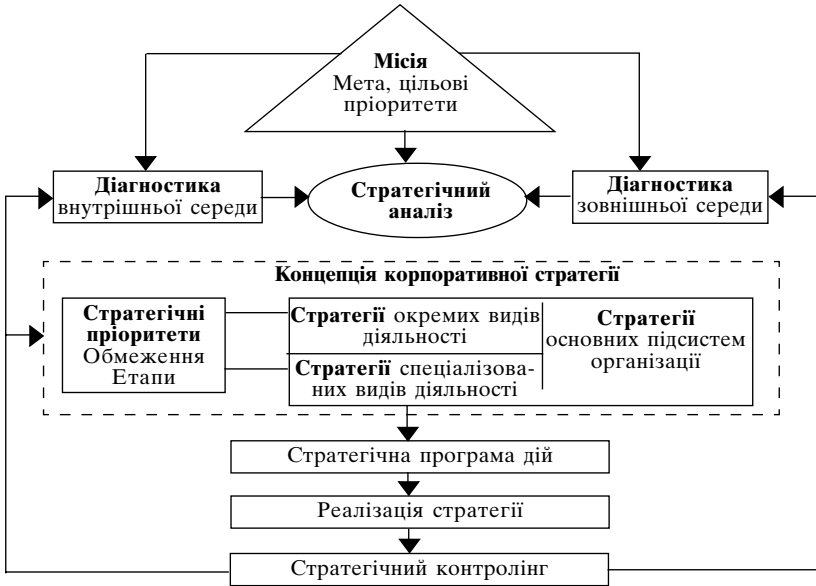 Місія
Мета, цільові
пріоритети
Діагностика
внутрішньої середи
Стратегічний
аналіз
Діагностика
зовнішньої середи
Концепція корпоративної стратегії
Стратегічні
пріоритети
Обмеження
Етапи
Стратегії окремих видів
діяльності
Стратегії спеціалізова-
них видів діяльності
Стратегії
основних підсистем
організації
Стратегічна програма дій
Реалізація стратегії
Стратегічний контролінг